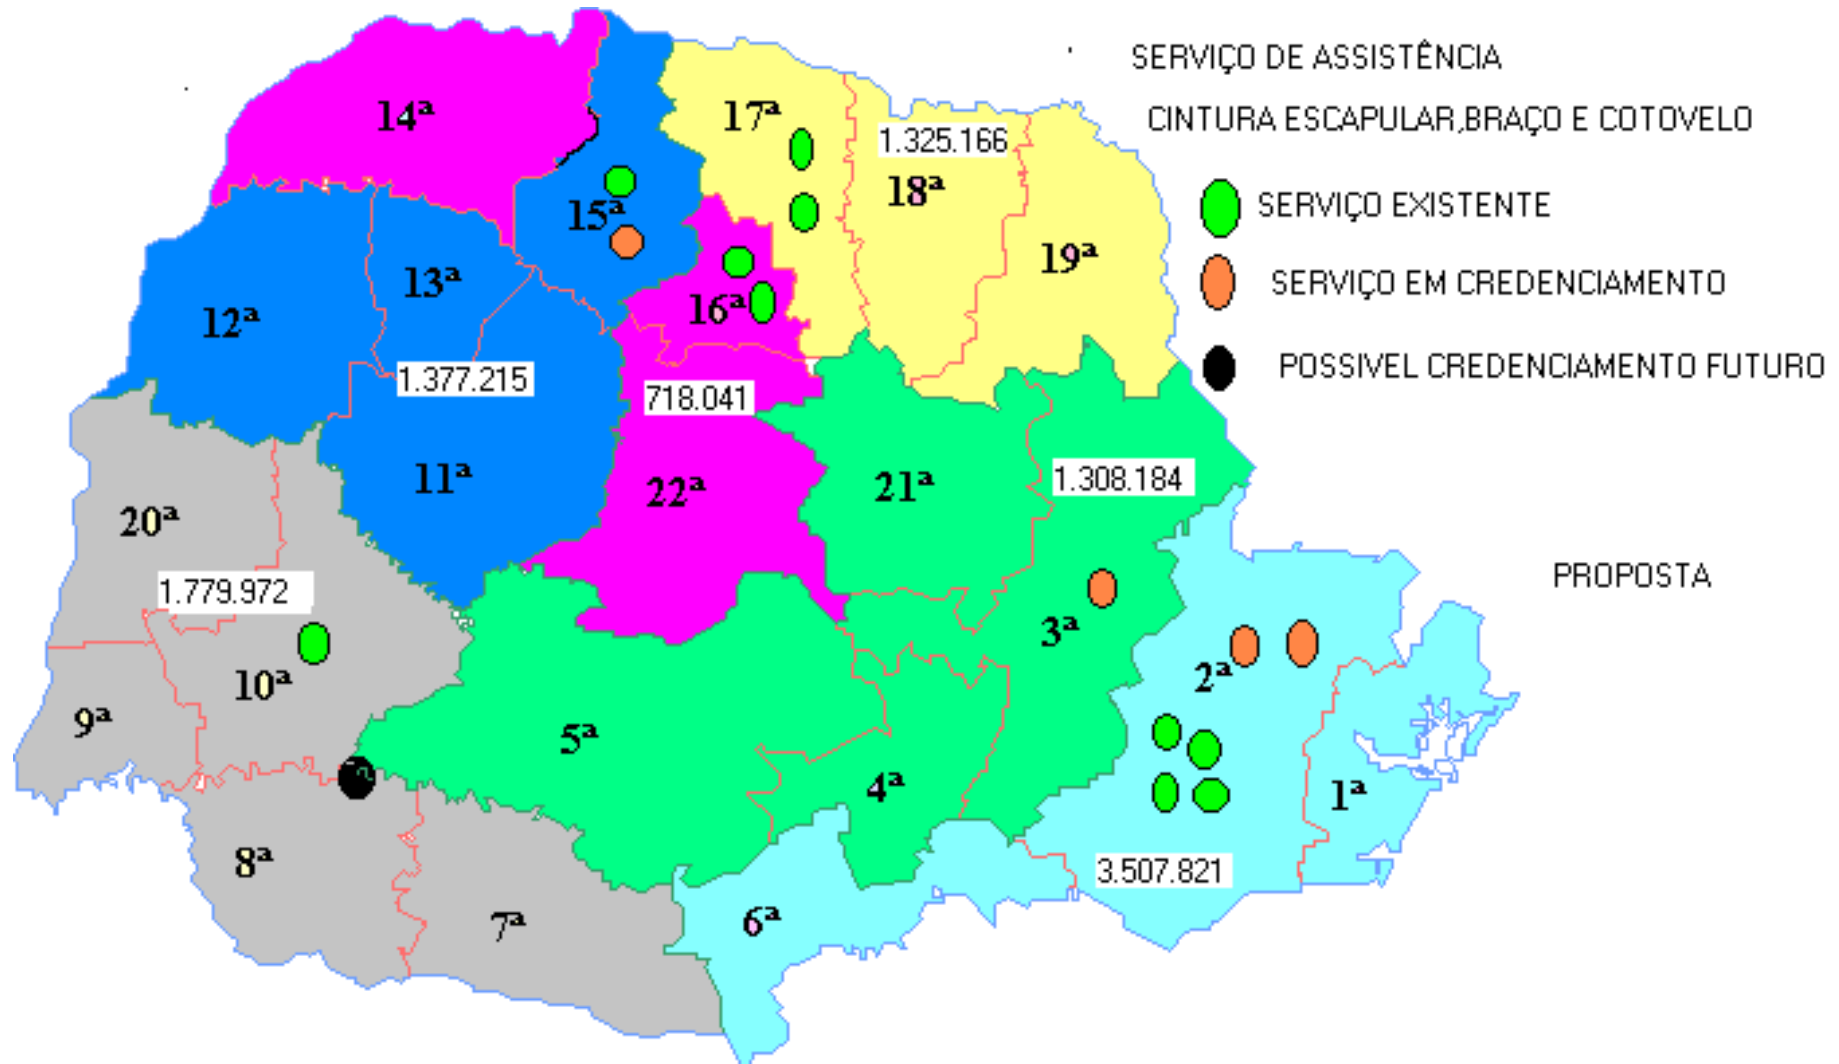 SERVIÇO DE ASSISTÊNCIA
CINTURA ESCAPULAR,BRAÇO E COTOVELO
SERVIÇO EXISTENTE
SERVIÇO EM CREDENCIAMENTO
POSSIVEL CREDENCIAMENTO FUTURO
PROPOSTA
14ª
17ª
1.325.166
18ª
15ª
19ª
13ª
16ª
12ª
1.377.215
718.041
11ª
22ª
21ª
1.308.184
20ª
1.779.972
3ª
10ª
2ª
9ª
5ª
4ª
1ª
8ª
3.507.821
7ª
6ª